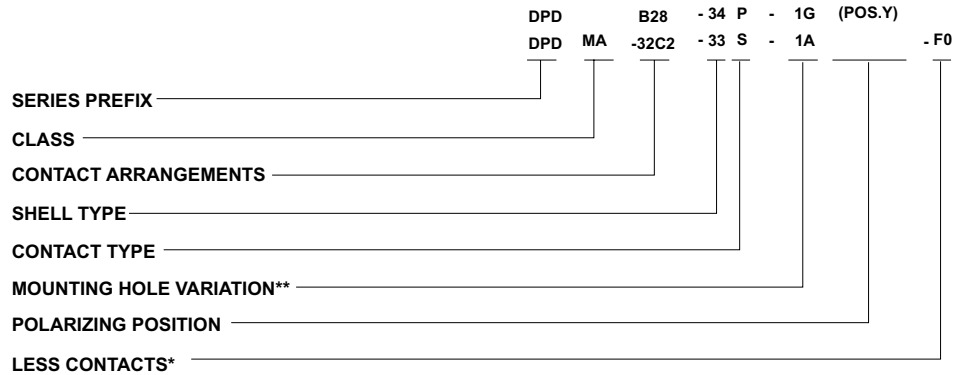 DPD B28 - 34 P - 1G (POS.Y)
DPD MA -32C2 - 33 S - 1A - F0
SERIES PREFIX
CLASS
CONTACT ARRANGEMENTS
SHELL TYPE
CONTACT TYPE
MOUNTING HOLE VARIATION**
POLARIZING POSITION
LESS CONTACTS*